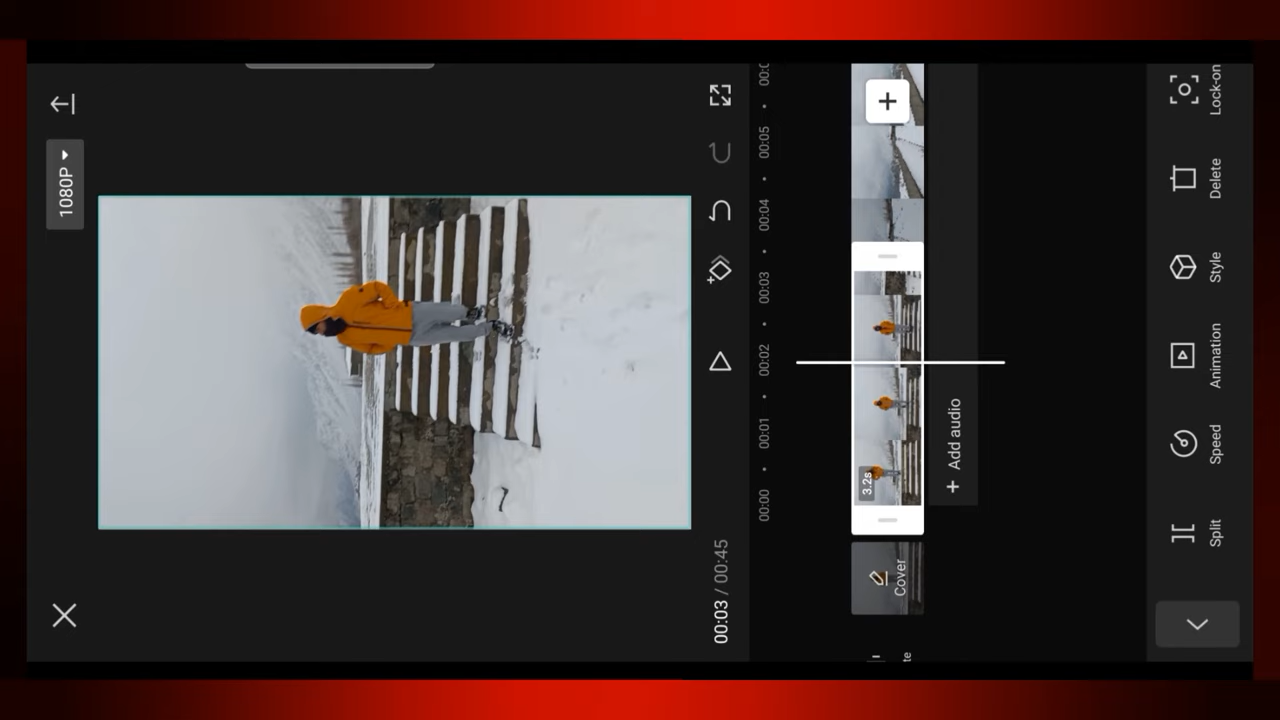 1080P
00:03 / 00:45
00:00 • 00:01 • 00:02 • 00:03 • 00:04 • 00:05 •
3.2s
Cover
+ Add audio
Split Speed Animation Style Delete Lock-on